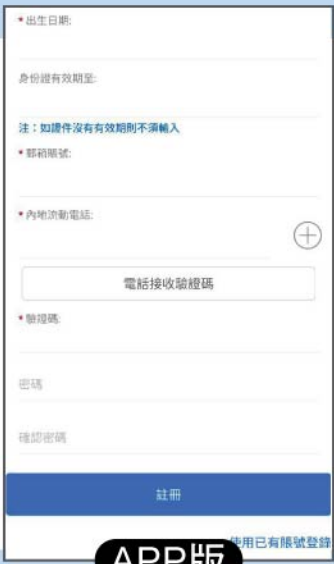 * 出生日期:
身份證有效期至:
注：如證件沒有有效期則不須輸入
* 郵箱賬號:
* 內地流動電話:
電話接收驗證碼
* 驗證碼:
密碼
確認密碼
註冊
使用已有賬號登錄
APP版